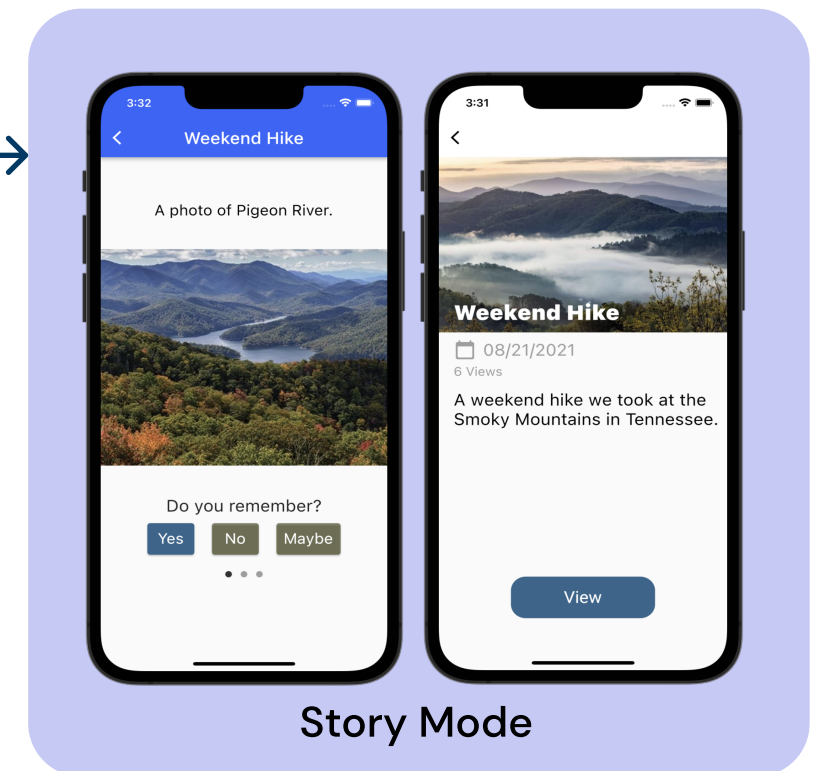 3:32
Weekend Hike
A photo of Pigeon River.
Do you remember?
Yes No Maybe
3:31
Weekend Hike
08/21/2021
6 Views
A weekend hike we took at the
Smoky Mountains in Tennessee.
View
Story Mode